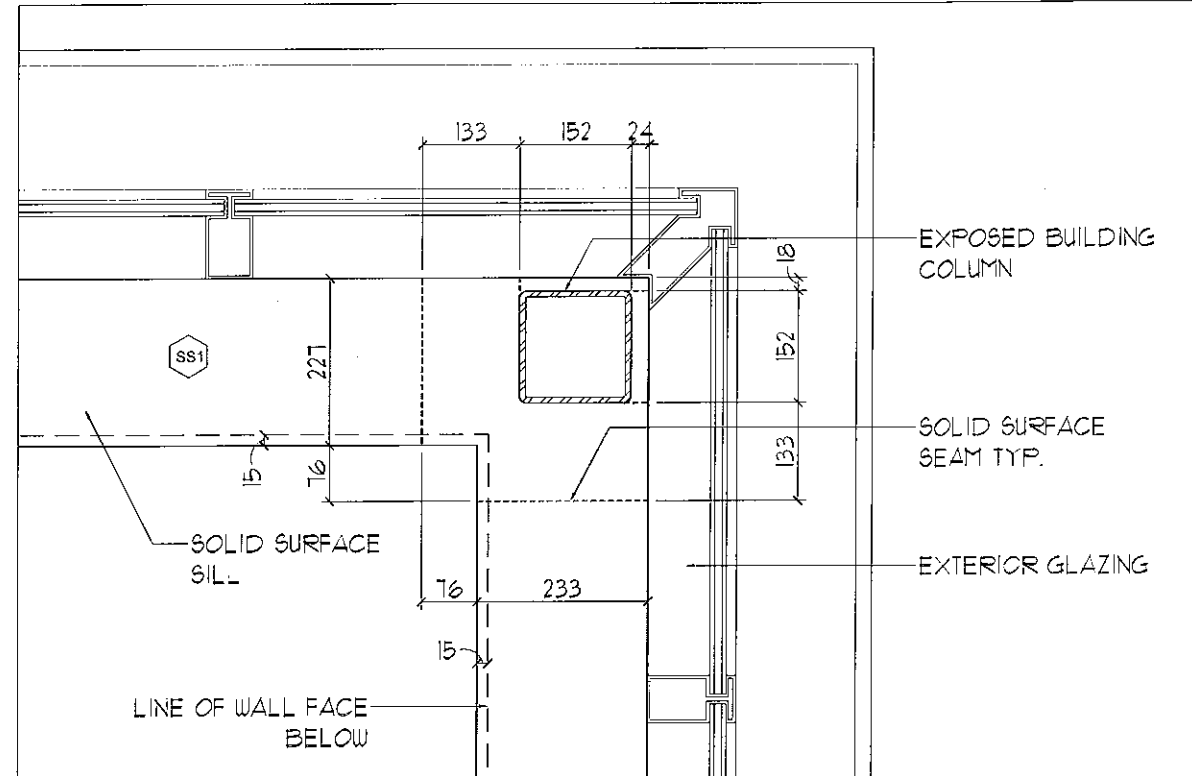 133
152
24
EXPOSED BUILDING
COLUMN
18
SS1
227
152
SOLID SURFACE
SEAM TYP.
133
15
76
SOLID SURFACE
SILL
EXTERIOR GLAZING
76
233
15
LINE OF WALL FACE
BELOW